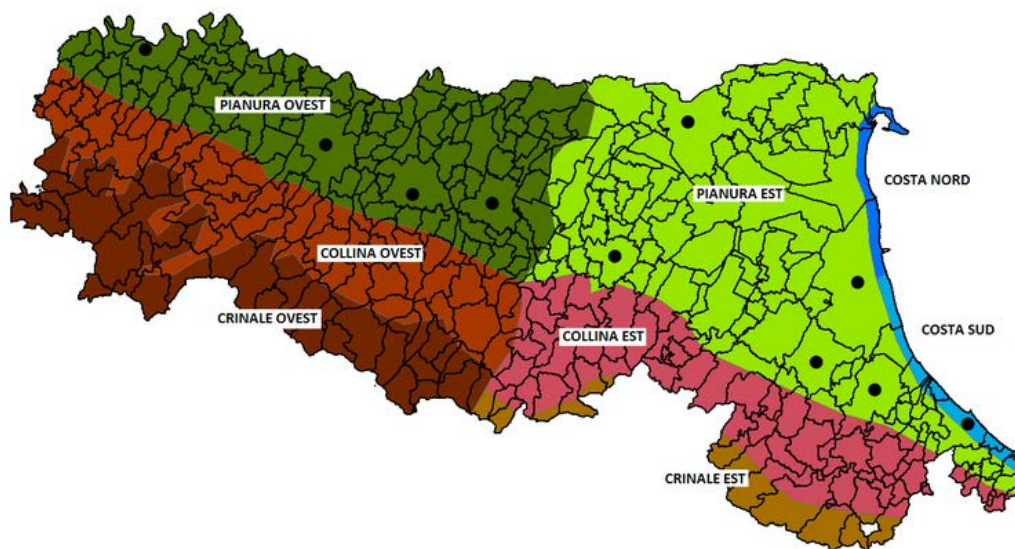 PIANURA OVEST
COSTA NORD
PIANURA EST
COLLINA OVEST
CRINALE OVEST
COSTA SUD
COLLINA EST
CRINALE EST